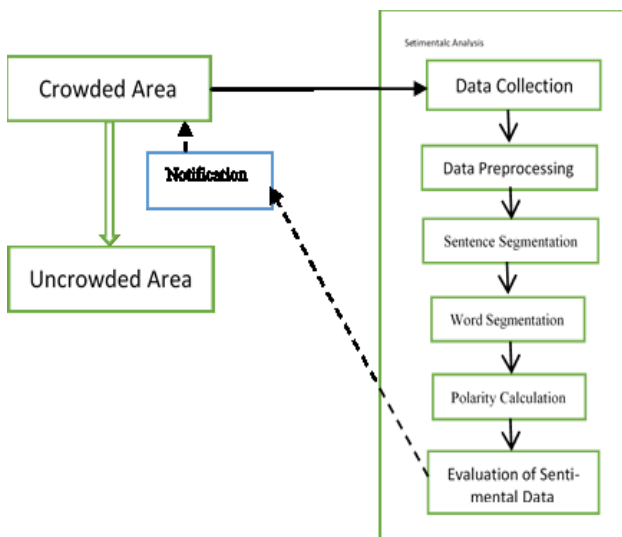 Setimentalc Analysis
Crowded Area
Data Collection
Notification
Data Preprocessing
Sentence Segmentation
Uncrowded Area
Word Segmentation
Polarity Calculation
Evaluation of Senti-
mental Data